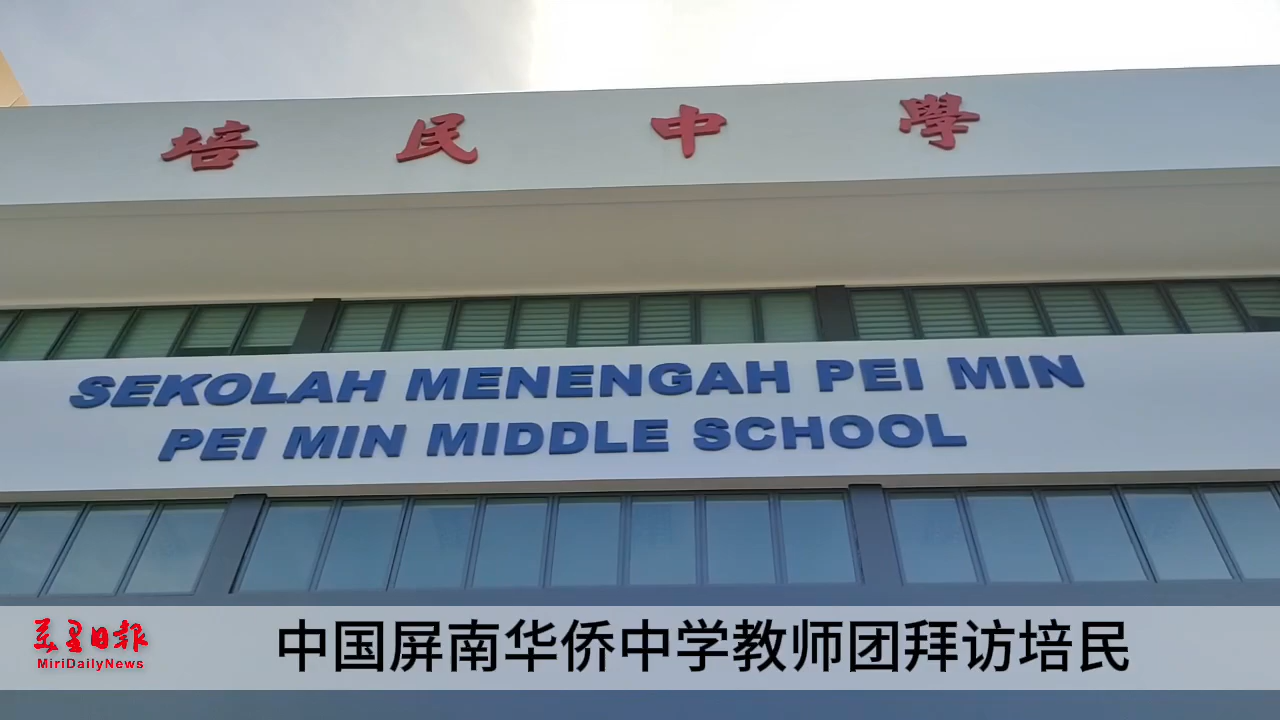 培民中學
SEKOLAH MENENGAH PEI MIN
PEI MIN MIDDLE SCHOOL
美里日報
MiriDailyNews
中国屏南华侨中学教师团拜访培民